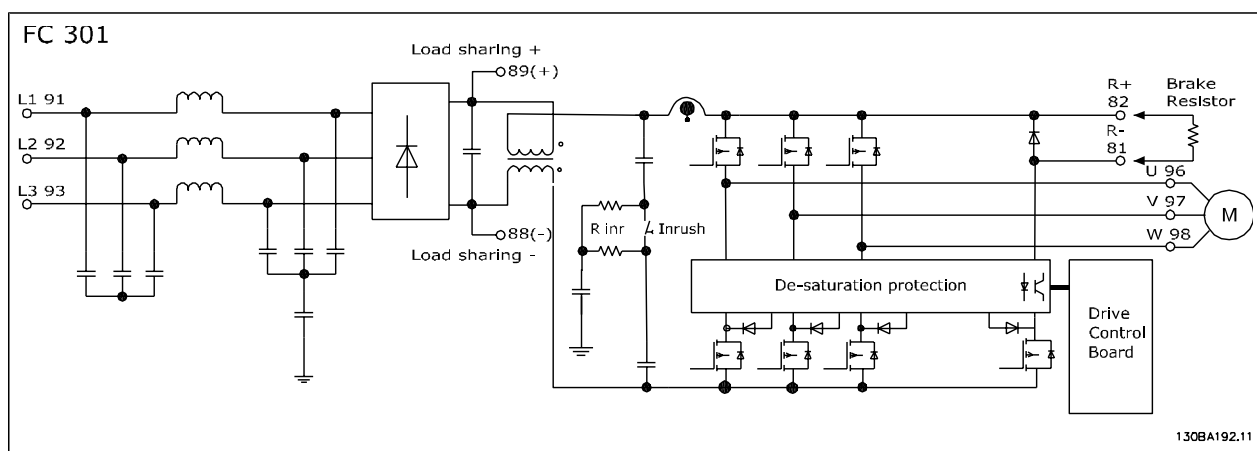 FC 301
Load sharing +
89(+)
L1 91
L2 92
L3 93
88(-)
Load sharing -
R inr
Inrush
R+
82
Brake
Resistor
R-
81
U 96
V 97
W 98
M
De-saturation protection
Drive
Control
Board
130BA192.11